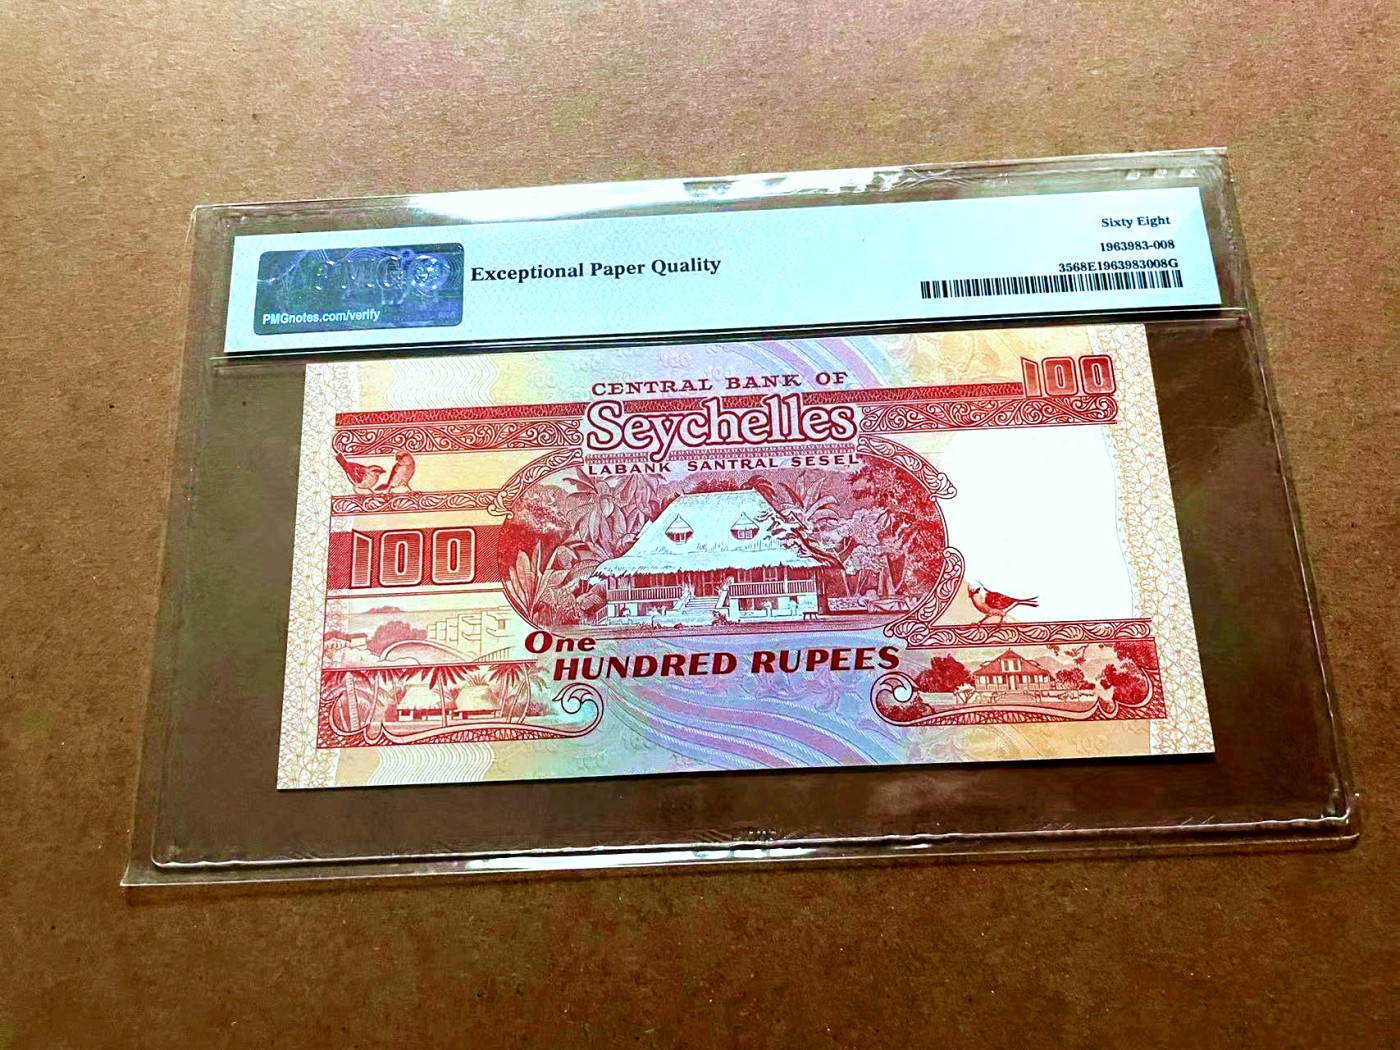 Sixty Eight
1963983-008
3568E1963983008G
PMG
PMGnotes.com/verify
Exceptional Paper Quality
CENTRAL BANK OF
Seychelles
LABANK SANTRAL SESEL
100
100
One
HUNDRED RUPEES